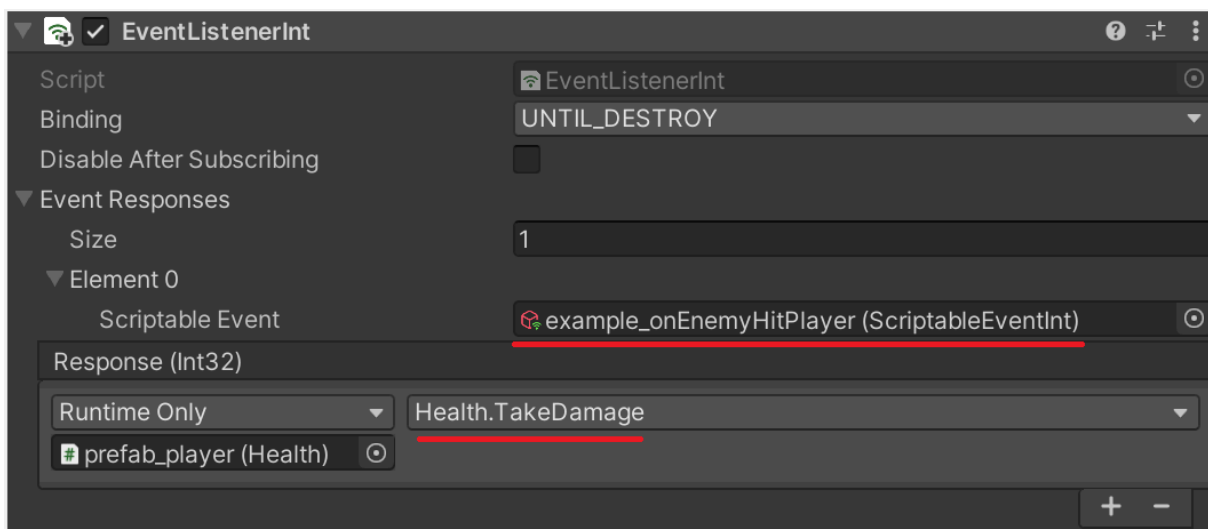 EventListenerInt
Script EventListenerInt
Binding UNTIL_DESTROY
Disable After Subscribing
Event Responses
Size 1
Element 0
Scriptable Event example_onEnemyHitPlayer (ScriptableEventInt)
Response (Int32)
Runtime Only Health.TakeDamage
prefab_player (Health)